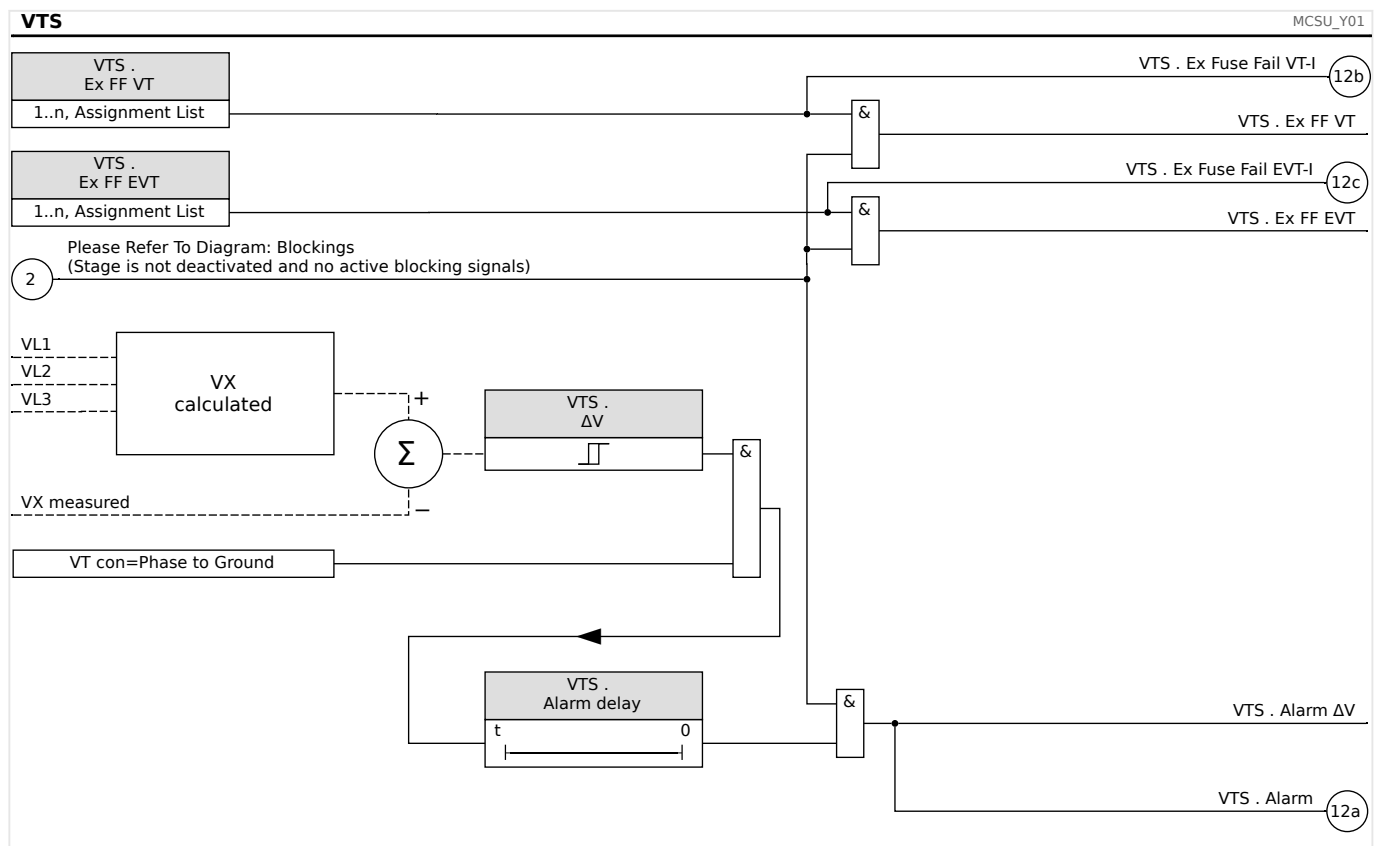 VTS
MCSU_Y01
VTS .
Ex FF VT
1..n, Assignment List
VTS . Ex Fuse Fail VT-I
12b
&
VTS . Ex FF VT
VTS .
Ex FF EVT
1..n, Assignment List
VTS . Ex Fuse Fail EVT-I
12c
&
VTS . Ex FF EVT
Please Refer To Diagram: Blockings
(Stage is not deactivated and no active blocking signals)
2
VL1
VL2
VL3
VX
calculated
+
Σ
−
VTS .
ΔV
&
VX measured
VT con=Phase to Ground
VTS .
Alarm delay
t
0
&
VTS . Alarm ΔV
VTS . Alarm
12a